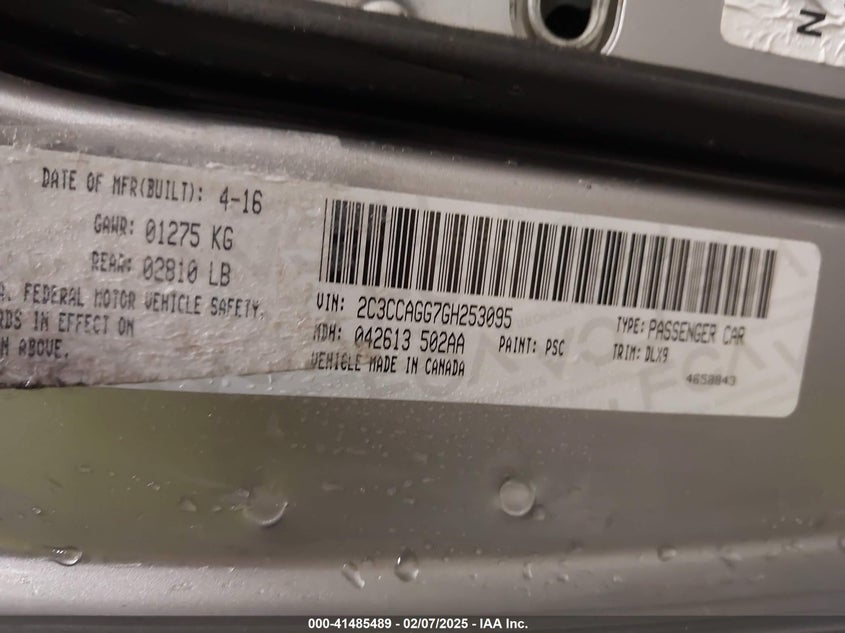 N
DATE OF MFR(BUILT): 4-16
GAWR: 01275 KG
REAR: 02810 LB
FEDERAL MOTOR VEHICLE SAFETY
RDS IN EFFECT ON
ABOVE.
VIN: 2C3CCAGG7GH253095
TYPE: PASSENGER CAR
MDH: 042613 502AA PAINT: PSC
TRIM: DLX9
VEHICLE MADE IN CANADA
4658843
000-41485489 - 02/07/2025 - IAA Inc.